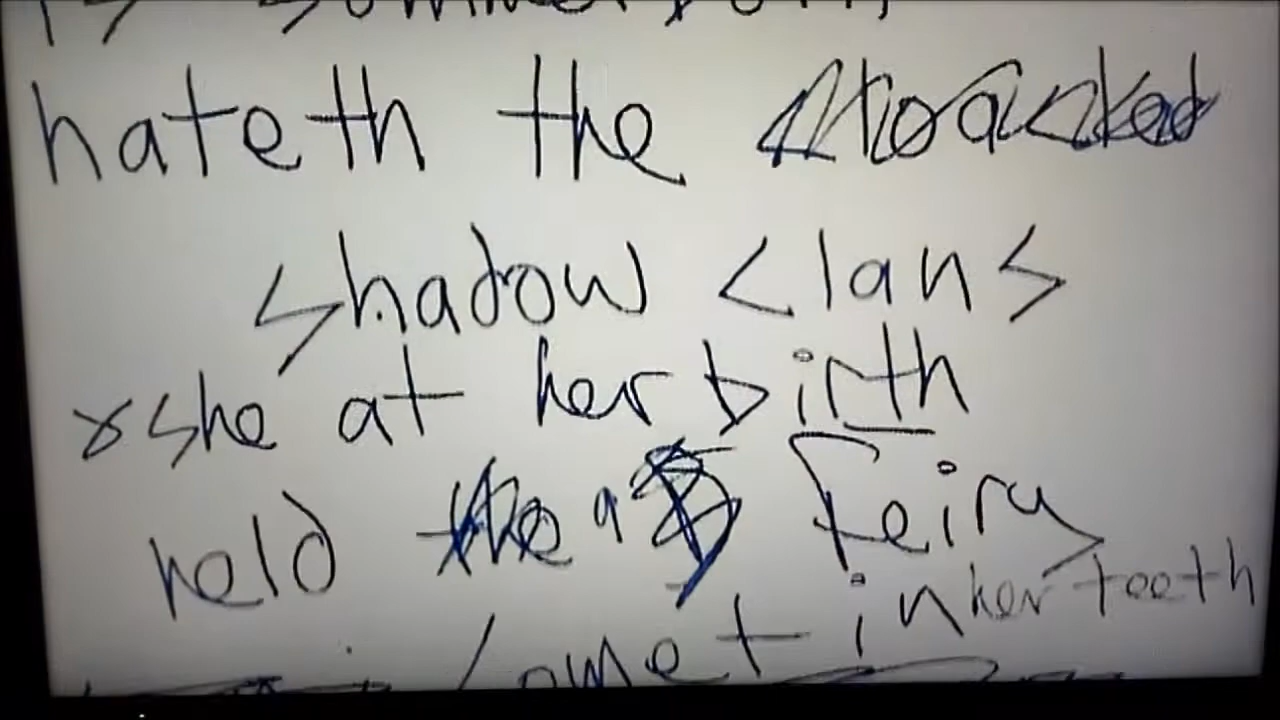 hateth the
shadow clans
& she at her birth
held a feiry
comet in her teeth